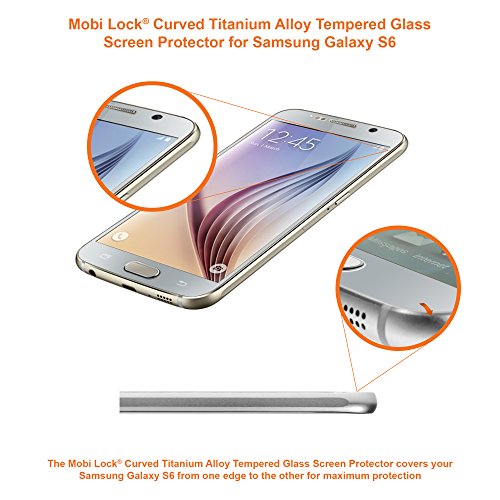 Mobi Lock® Curved Titanium Alloy Tempered Glass
Screen Protector for Samsung Galaxy S6
12:45
Messages Internet
The Mobi Lock® Curved Titanium Alloy Tempered Glass Screen Protector covers your
Samsung Galaxy S6 from one edge to the other for maximum protection